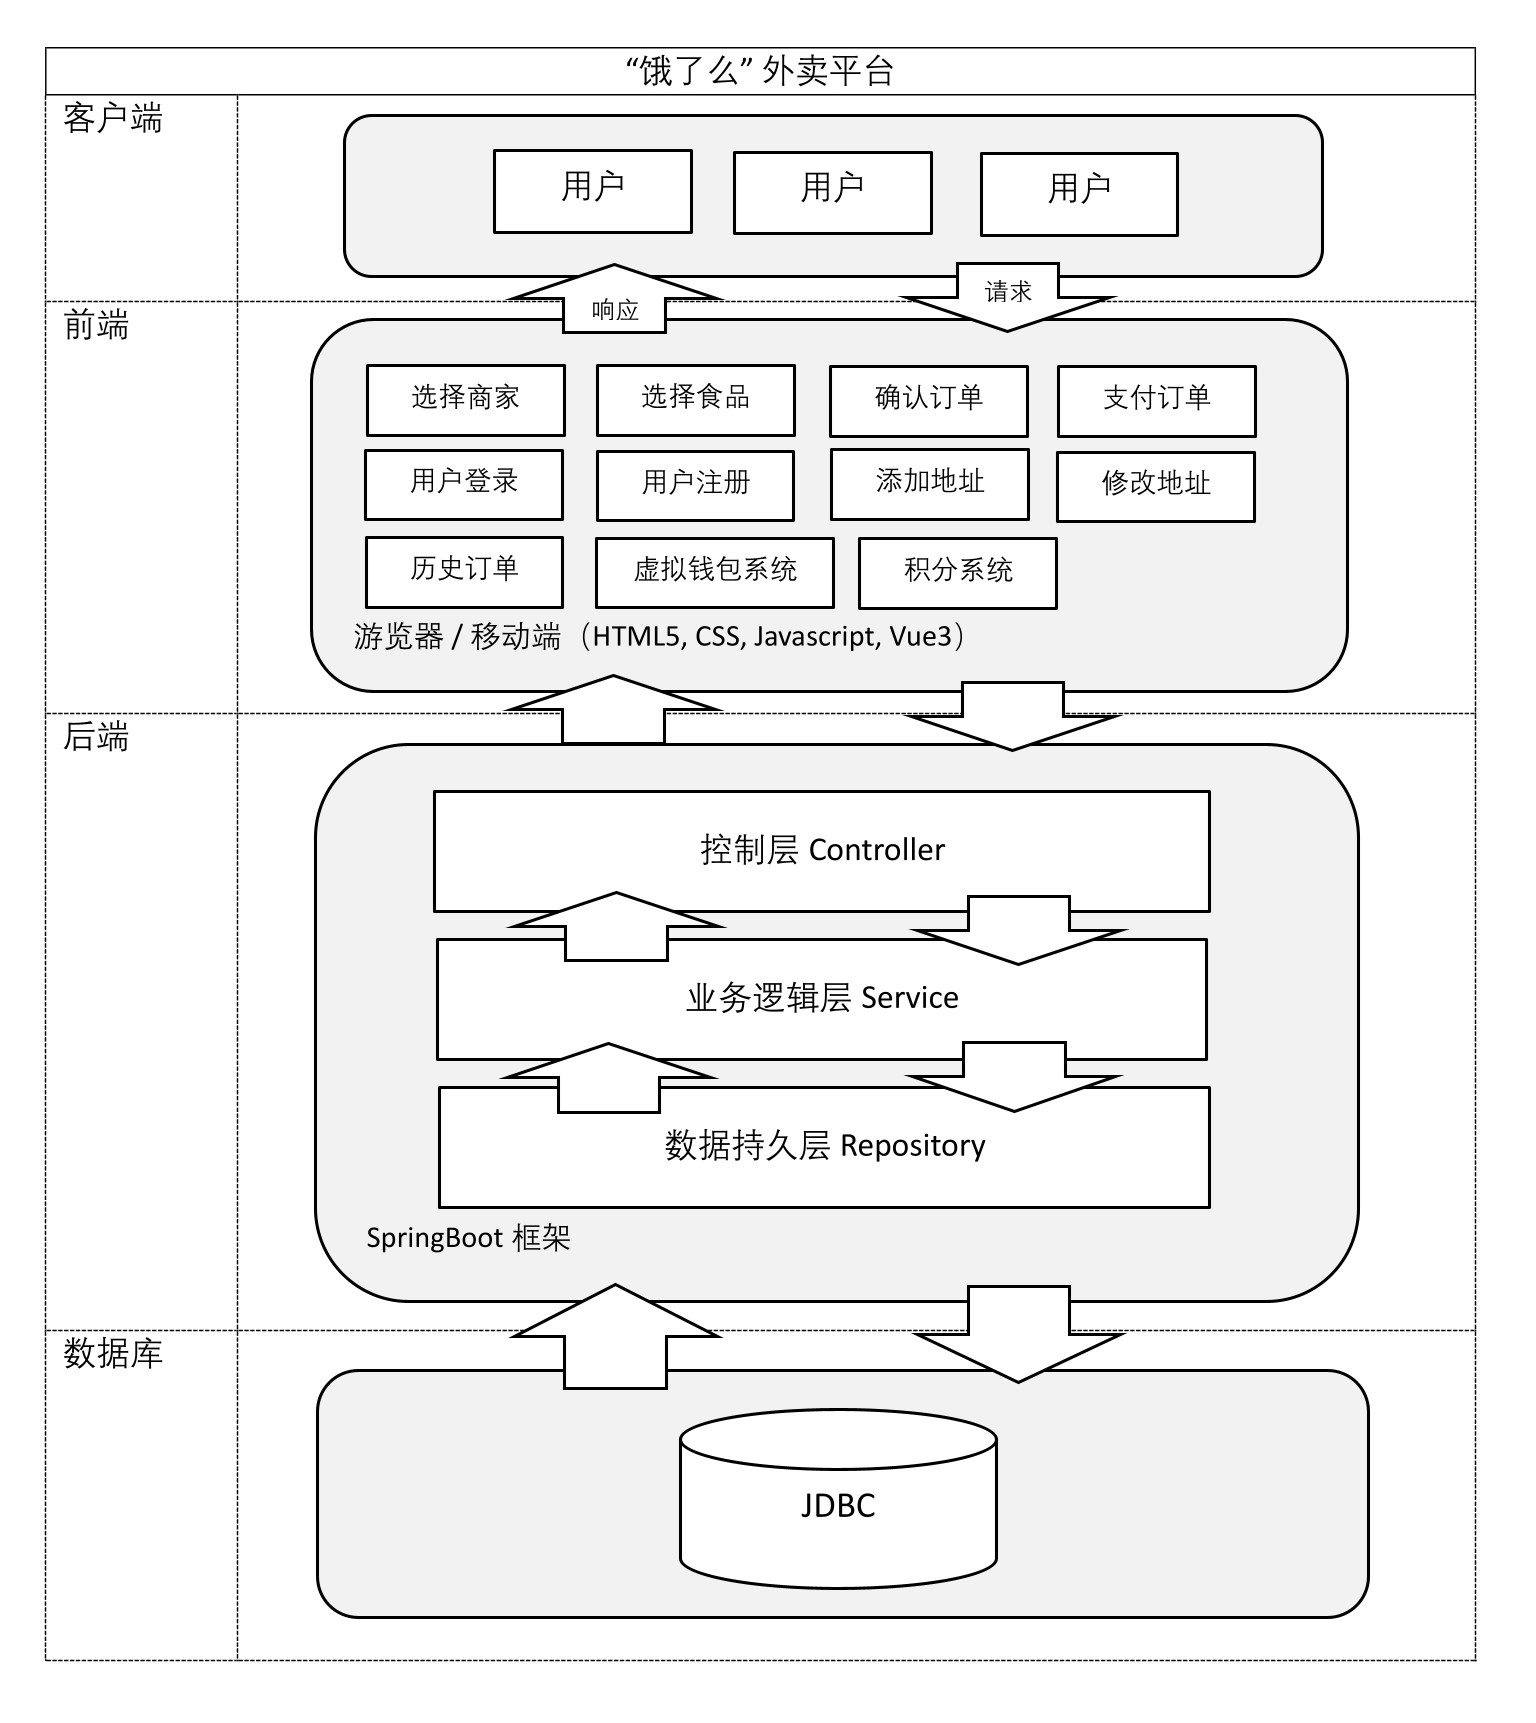 “饿了么” 外卖平台
客户端
用户
用户
用户
响应
请求
前端
选择商家
选择食品
确认订单
支付订单
用户登录
用户注册
添加地址
修改地址
历史订单
虚拟钱包系统
积分系统
游览器 / 移动端（HTML5, CSS, Javascript, Vue3）
后端
控制层 Controller
业务逻辑层 Service
数据持久层 Repository
SpringBoot 框架
数据库
JDBC